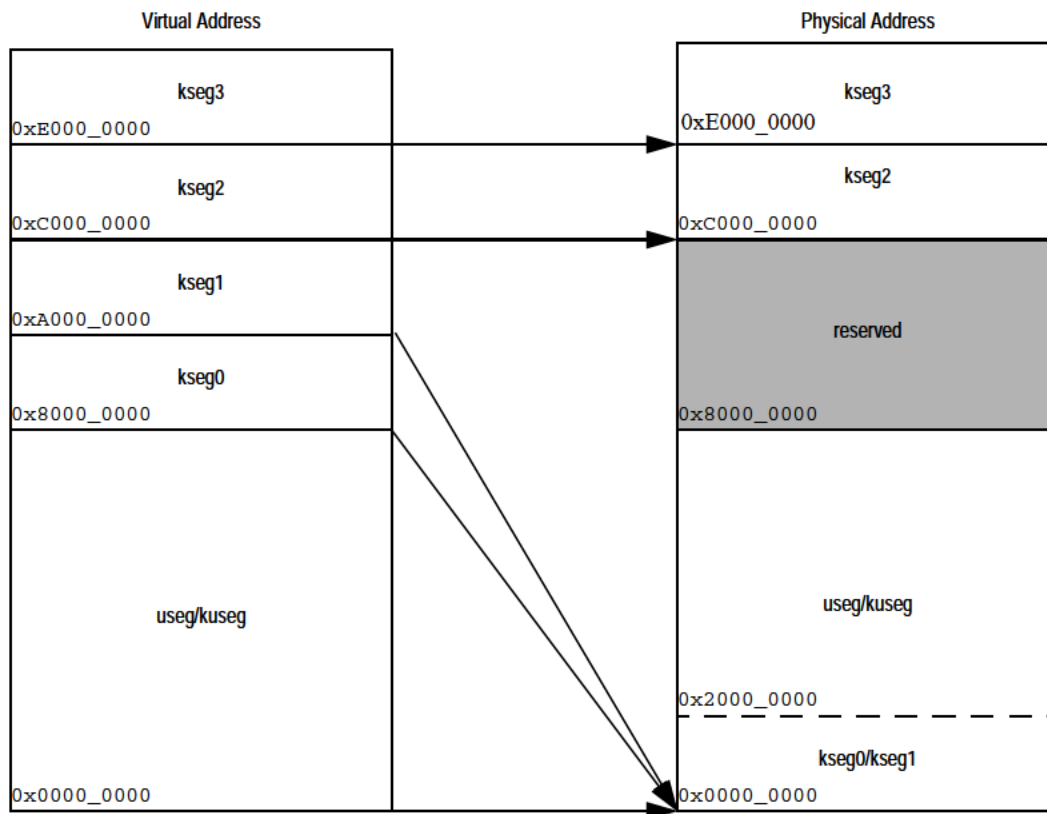 Virtual Address
kseg3
0xE000_0000
kseg2
0xC000_0000
kseg1
0xA000_0000
kseg0
0x8000_0000
useg/kuseg
0x0000_0000
Physical Address
kseg3
0xE000_0000
kseg2
0xC000_0000
reserved
0x8000_0000
useg/kuseg
0x2000_0000
kseg0/kseg1
0x0000_0000